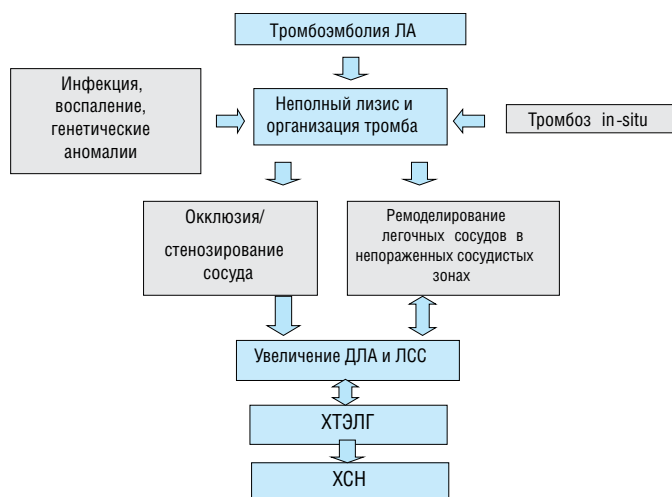 Тромбоэмболия ЛА
Инфекция,
воспаление,
генетические
аномалии
Неполный лизис и
организация тромба
Тромбоз in-situ
Окклюзия/
стенозирование
сосуда
Ремоделирование
легочных сосудов в
непораженных сосудистых
зонах
Увеличение ДЛА и ЛСС
ХТЭЛГ
ХСН